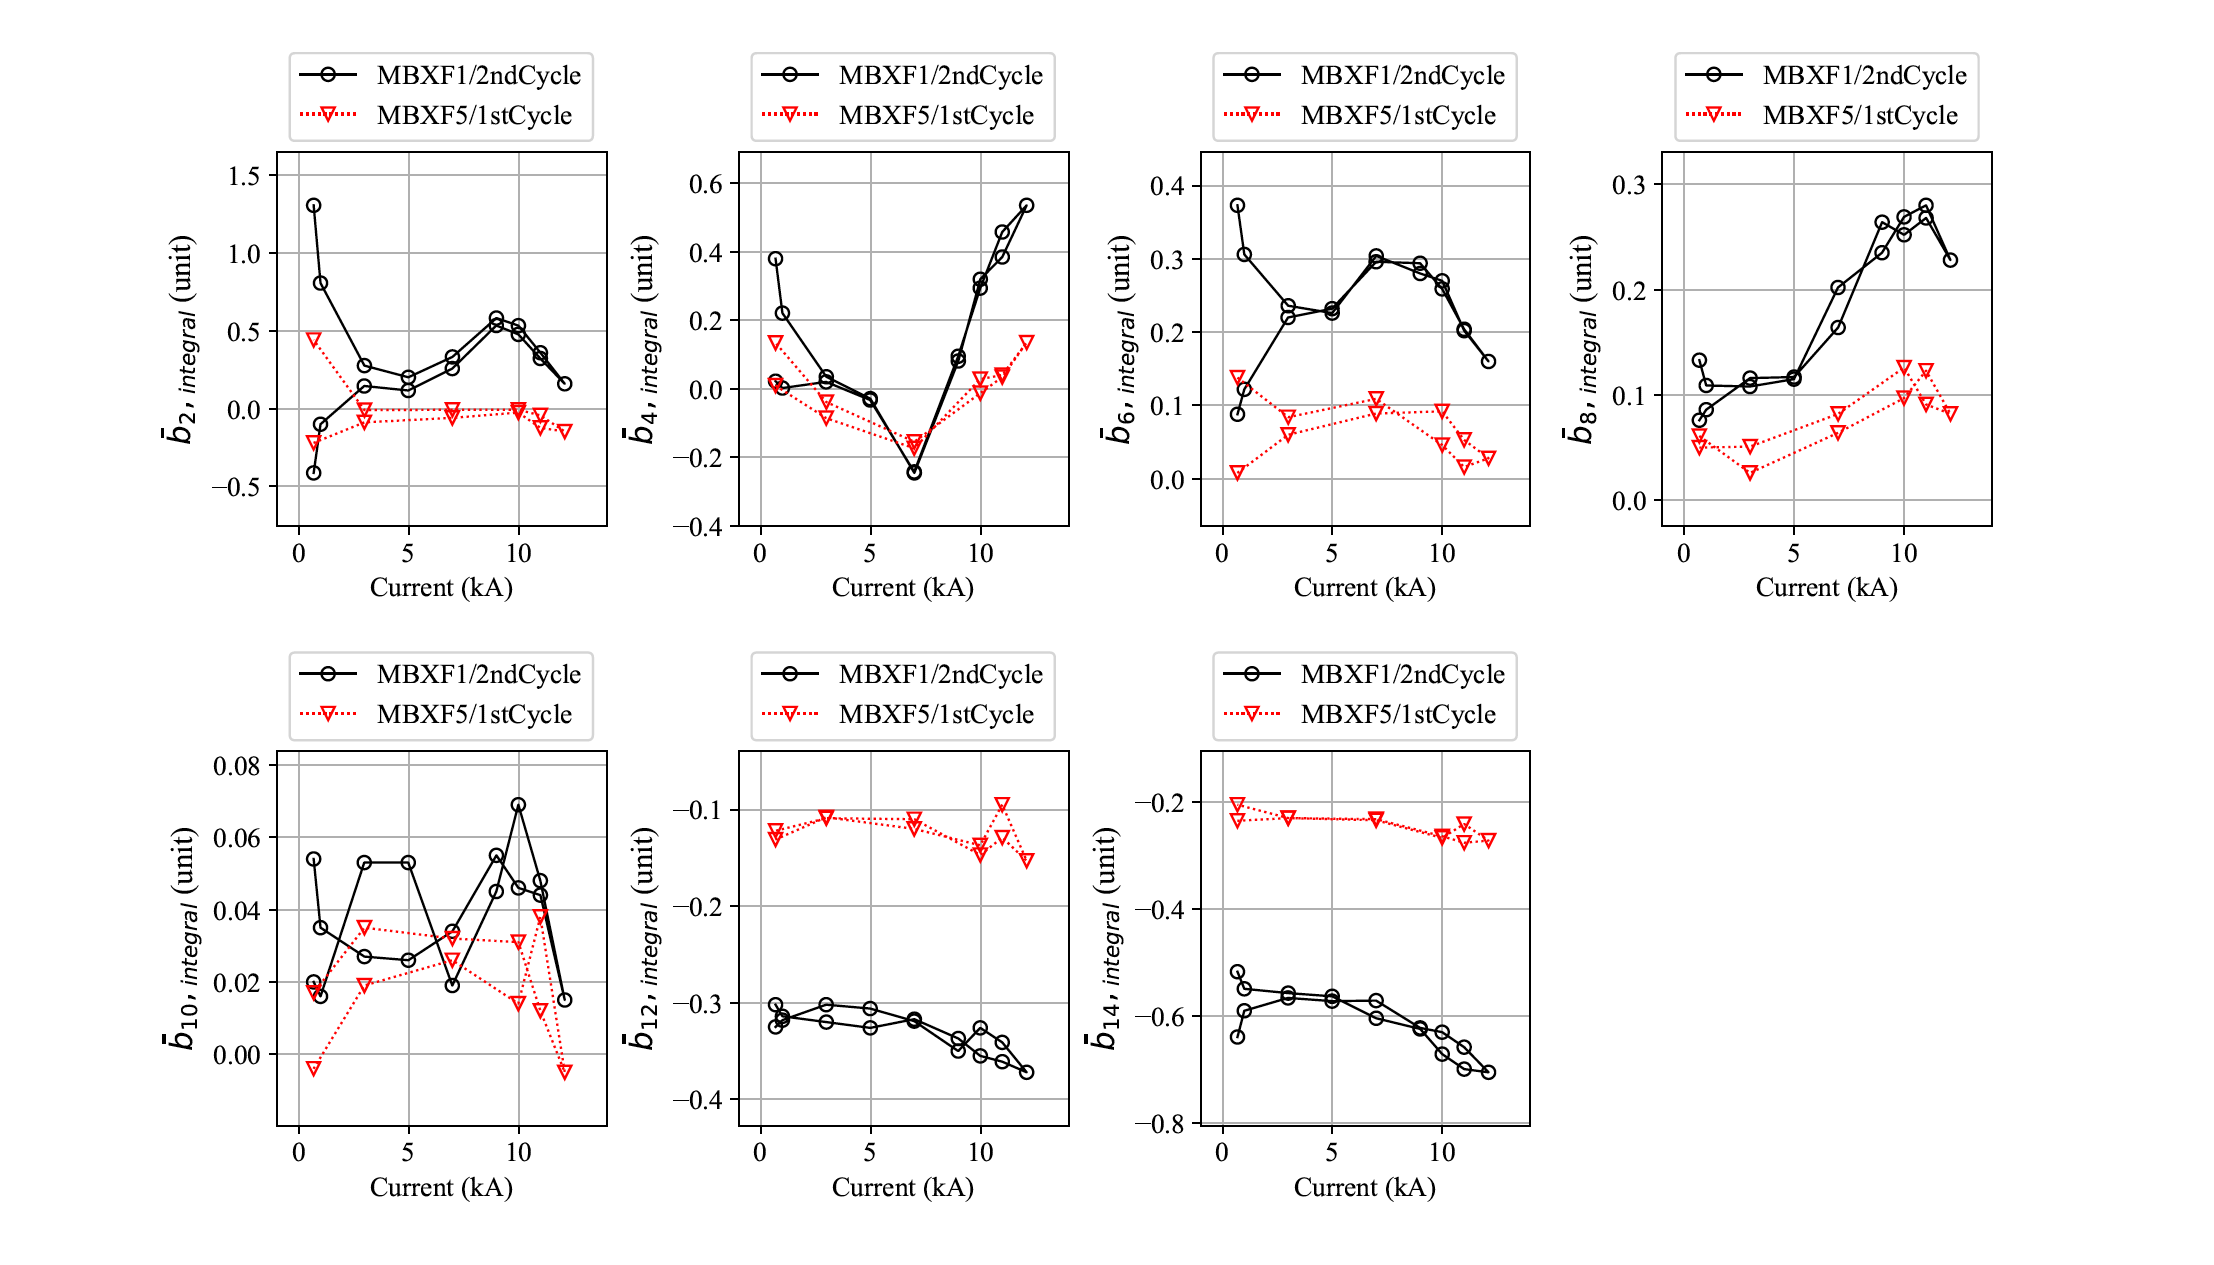 MBXF1/2ndCycle
MBXF5/1stCycle
1.5
1.0
0.5
0.0
−0.5
b̄2, integral (unit)
0 5 10
Current (kA)
MBXF1/2ndCycle
MBXF5/1stCycle
0.6
0.4
0.2
0.0
−0.2
−0.4
b̄4, integral (unit)
0 5 10
Current (kA)
MBXF1/2ndCycle
MBXF5/1stCycle
0.4
0.3
0.2
0.1
0.0
b̄6, integral (unit)
0 5 10
Current (kA)
MBXF1/2ndCycle
MBXF5/1stCycle
0.3
0.2
0.1
0.0
b̄8, integral (unit)
0 5 10
Current (kA)
MBXF1/2ndCycle
MBXF5/1stCycle
0.08
0.06
0.04
0.02
0.00
b̄10, integral (unit)
0 5 10
Current (kA)
MBXF1/2ndCycle
MBXF5/1stCycle
−0.1
−0.2
−0.3
−0.4
b̄12, integral (unit)
0 5 10
Current (kA)
MBXF1/2ndCycle
MBXF5/1stCycle
−0.2
−0.4
−0.6
−0.8
b̄14, integral (unit)
0 5 10
Current (kA)